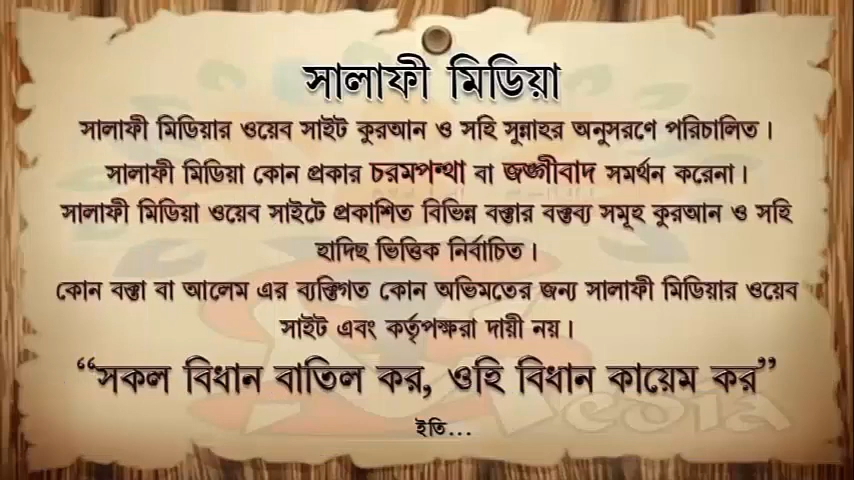 সালাফী মিডিয়া
সালাফী মিডিয়ার ওয়েব সাইট কুরআন ও সহি সুন্নাহর অনুসরণে পরিচালিত।
সালাফী মিডিয়া কোন প্রকার চরমপন্থা বা জঙ্গীবাদ সমর্থন করেনা।
সালাফী মিডিয়া ওয়েব সাইটে প্রকাশিত বিভিন্ন বক্তার বক্তব্য সমূহ কুরআন ও সহি
হাদিছ ভিত্তিক নির্বাচিত।
কোন বক্তা বা আলেম এর ব্যক্তিগত কোন অভিমতের জন্য সালাফী মিডিয়ার ওয়েব
সাইট এবং কর্তৃপক্ষরা দায়ী নয়।
“সকল বিধান বাতিল কর, ওহি বিধান কায়েম কর”
ইতি...